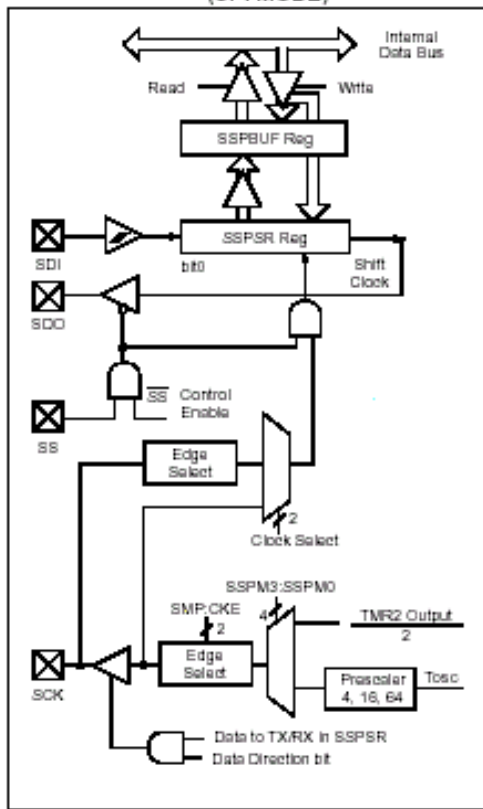 Internal
Data Bus
Read
Write
SSPBUF Reg
SSPSR Reg
SDI
bit0
Shift
Clock
SDO
SS
Control
Enable
SS
Edge
Select
2
Clock Select
SSPM3:SSPM0
SMP:CKE
4
TMR2 Output
2
2
Edge
Select
SCK
Prescaler
4, 16, 64
Tosc
Data to TX/RX in SSPSR
Data Direction bit